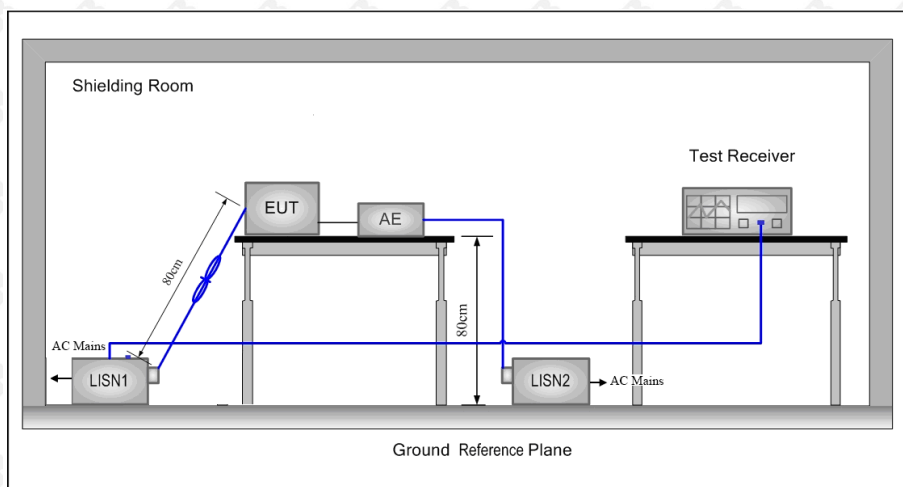 Shielding Room
Test Receiver
EUT
AE
80cm
80cm
AC Mains
LISN1
LISN2
AC Mains
Ground Reference Plane